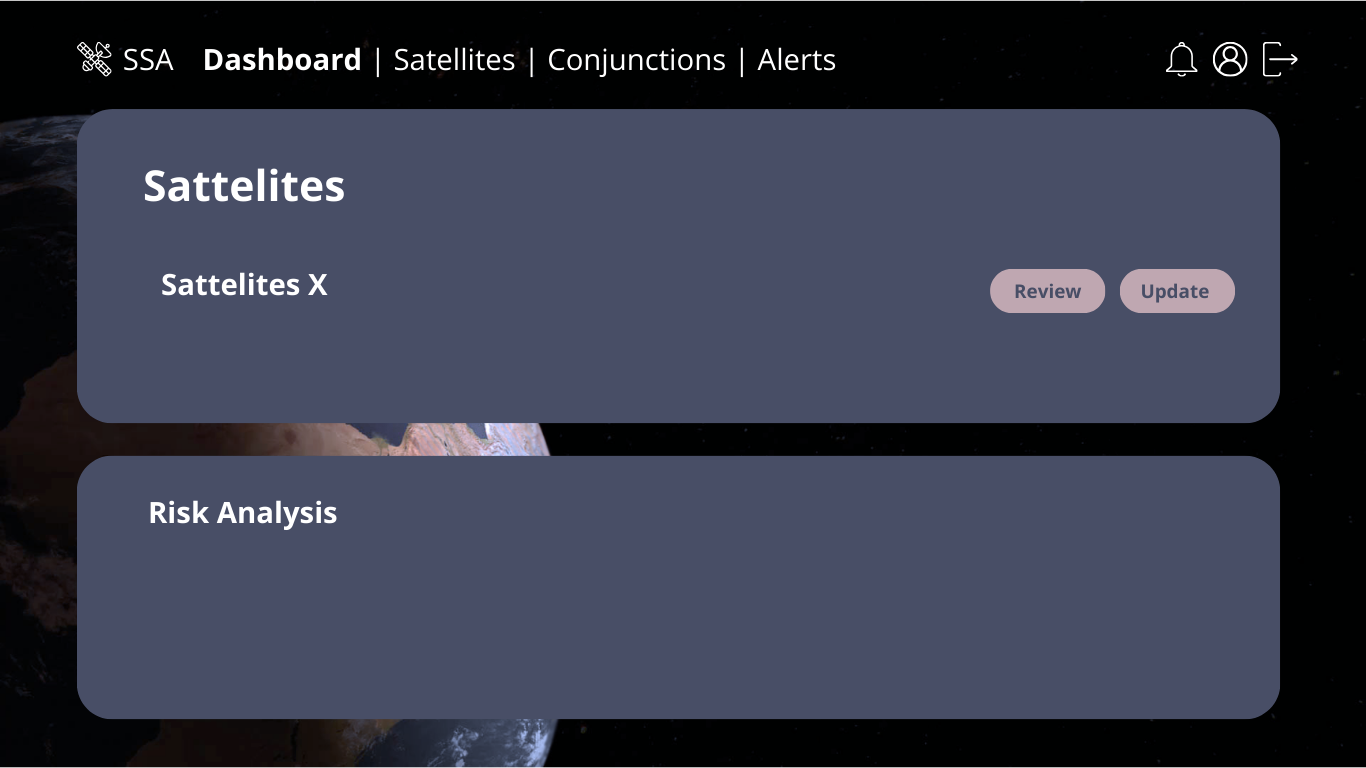 SSA Dashboard | Satellites | Conjunctions | Alerts
Sattelites
Sattelites X Review Update
Risk Analysis